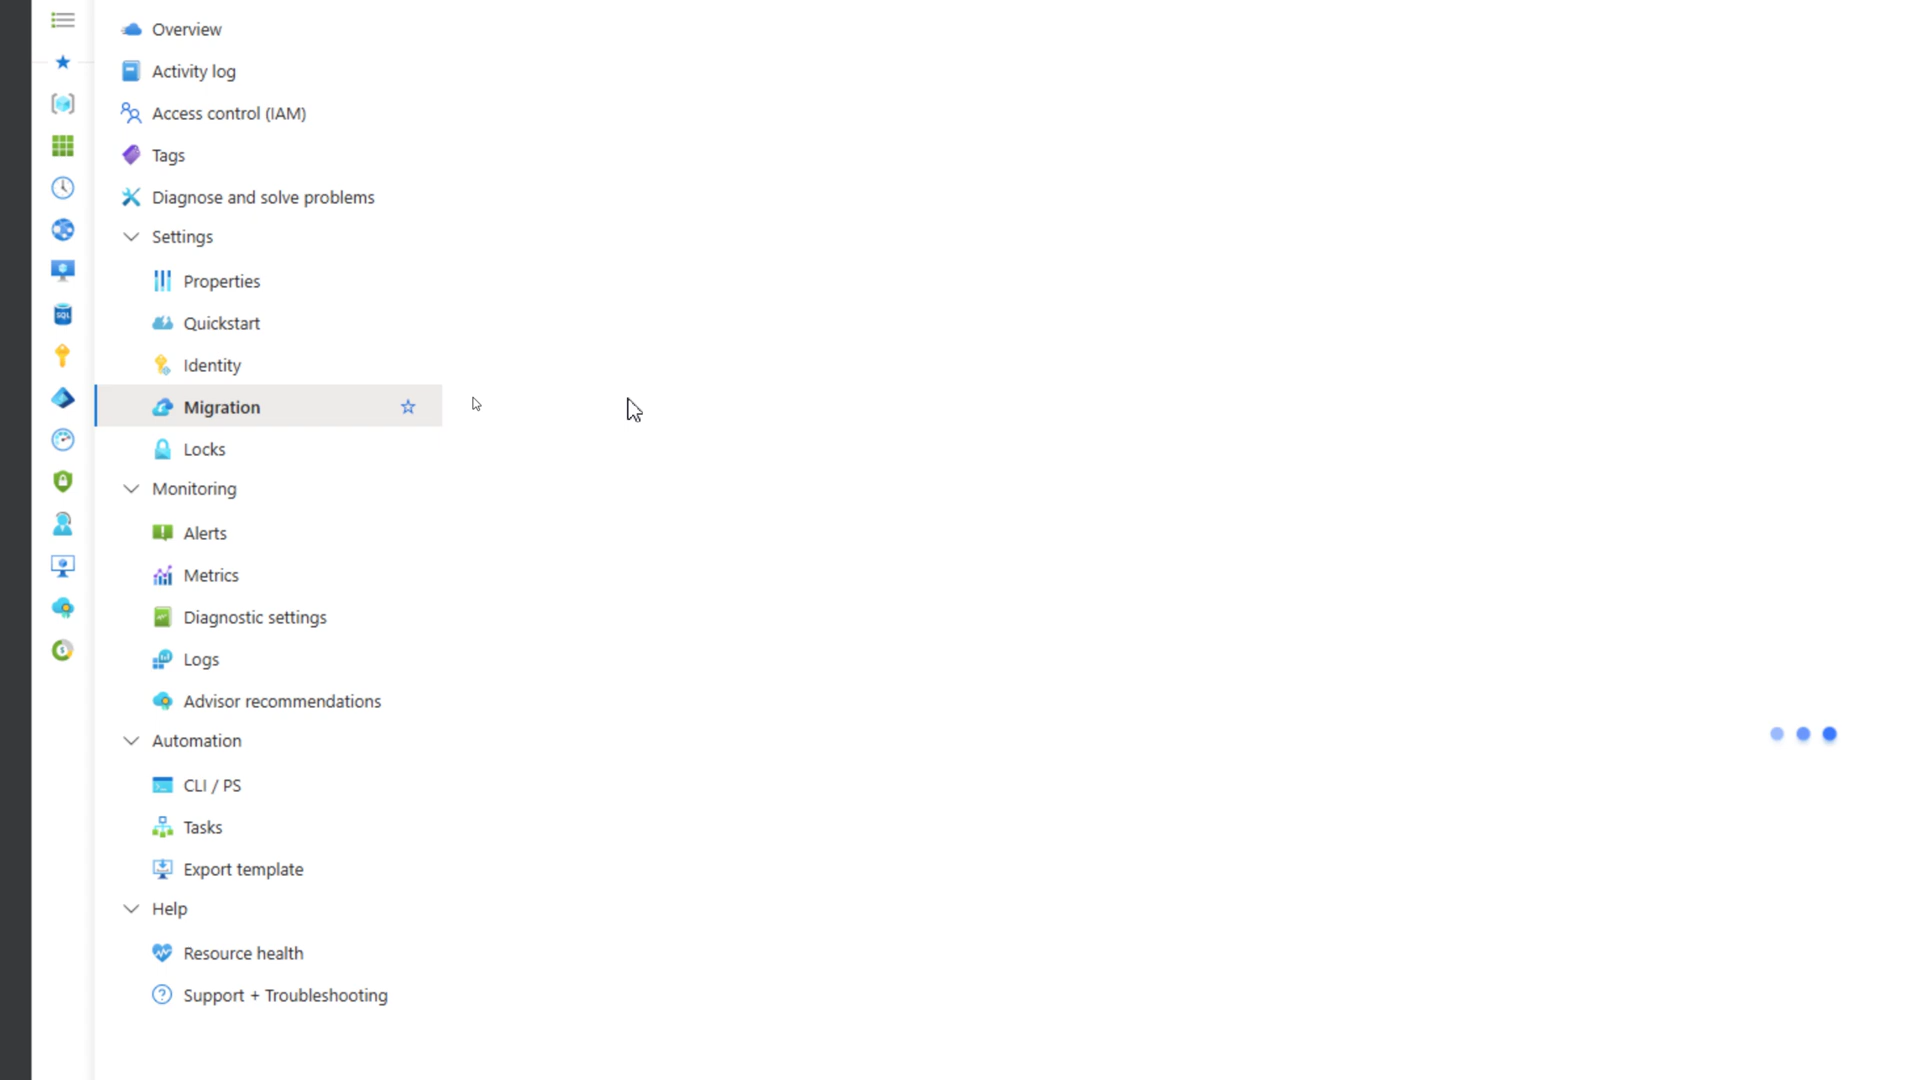 Overview
Activity log
Access control (IAM)
Tags
Diagnose and solve problems
Settings
Properties
Quickstart
Identity
Migration
Locks
Monitoring
Alerts
Metrics
Diagnostic settings
Logs
Advisor recommendations
Automation
CLI / PS
Tasks
Export template
Help
Resource health
Support + Troubleshooting
SQL